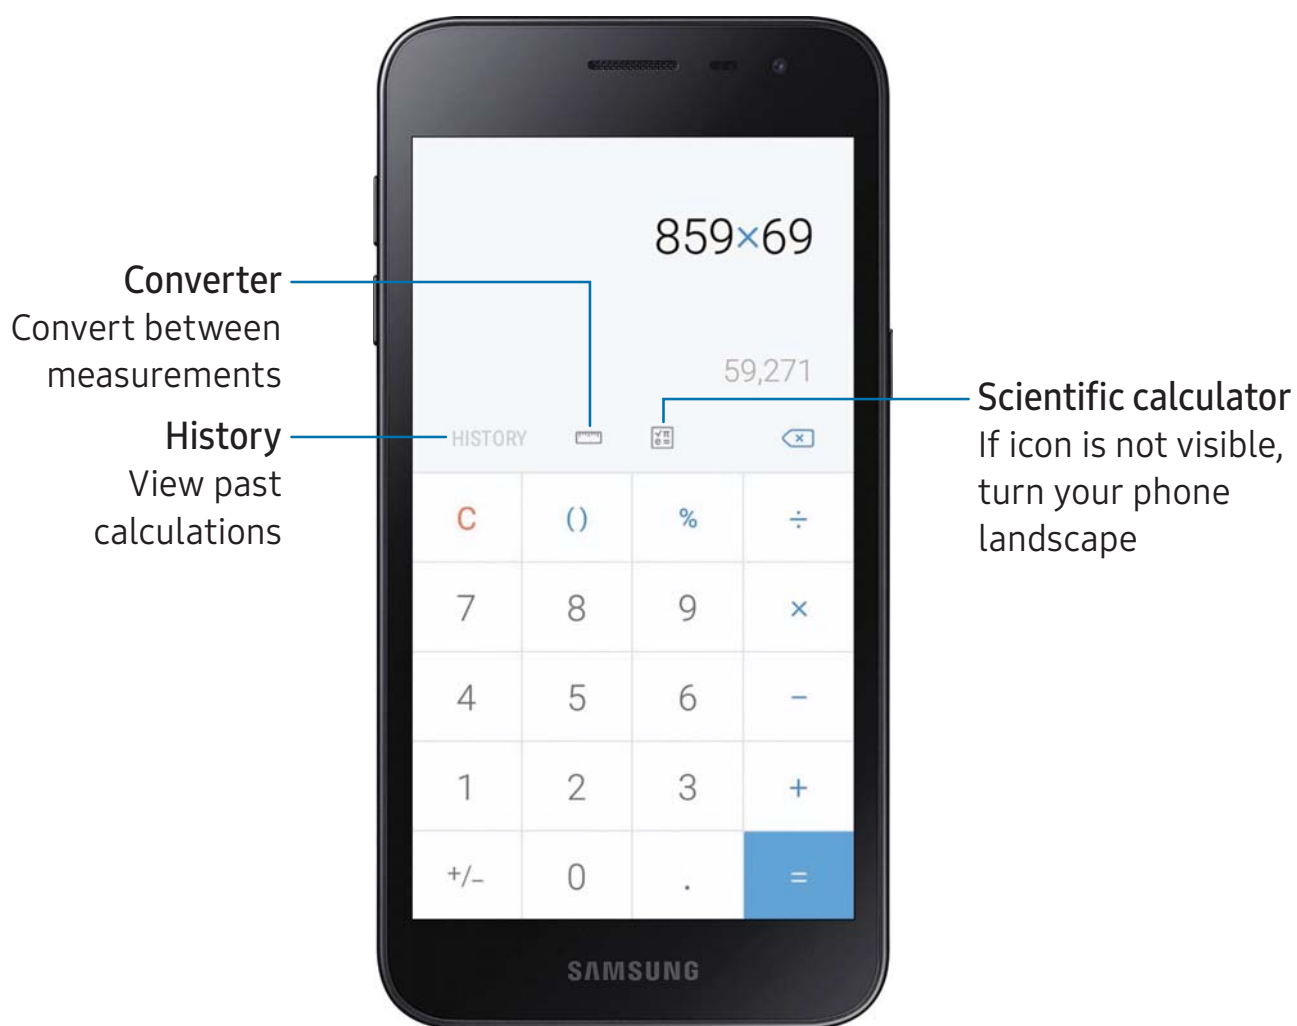 859×69
Converter
Convert between
measurements
59,271
Scientific calculator
If icon is not visible,
turn your phone
landscape
History
View past
calculations
HISTORY
√π
e=
C () % ÷
7 8 9 ×
4 5 6 −
1 2 3 +
+/− 0 . =
SAMSUNG